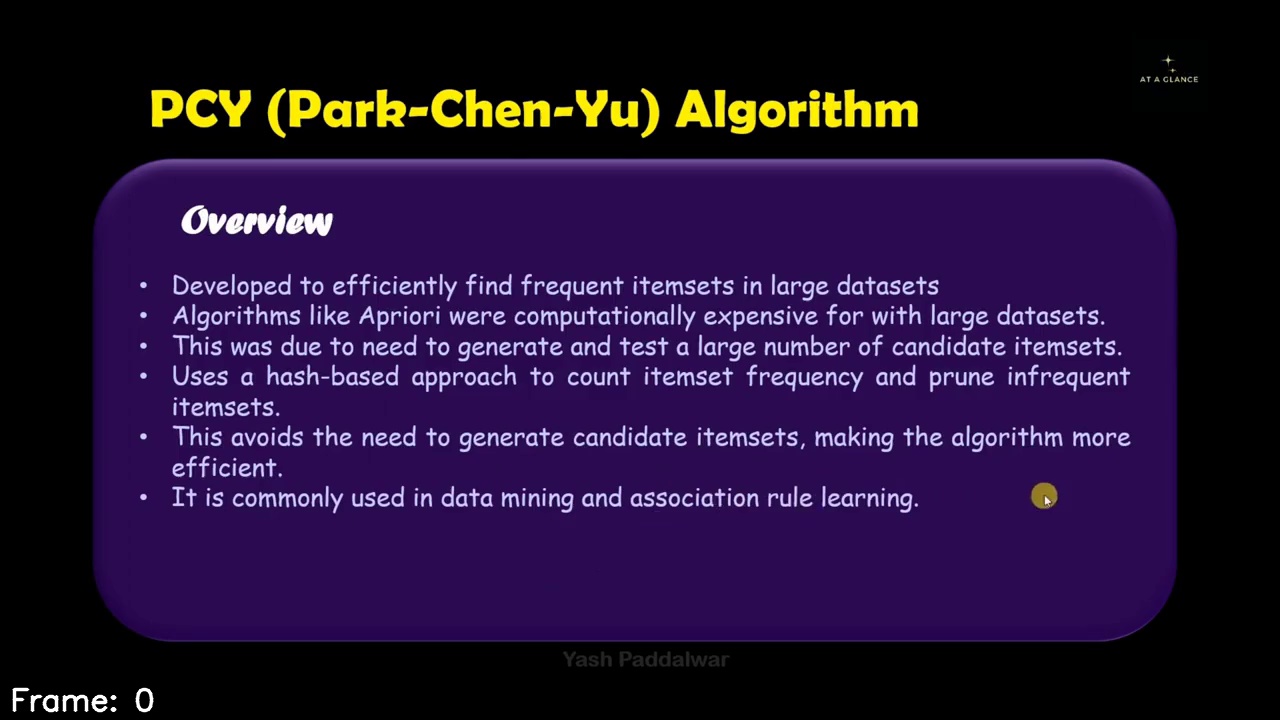 AT A GLANCE
PCY (Park-Chen-Yu) Algorithm
Overview
• Developed to efficiently find frequent itemsets in large datasets
• Algorithms like Apriori were computationally expensive for with large datasets.
• This was due to need to generate and test a large number of candidate itemsets.
• Uses a hash-based approach to count itemset frequency and prune infrequent
itemsets.
• This avoids the need to generate candidate itemsets, making the algorithm more
efficient.
• It is commonly used in data mining and association rule learning.
Yash Paddalwar
Frame: 0